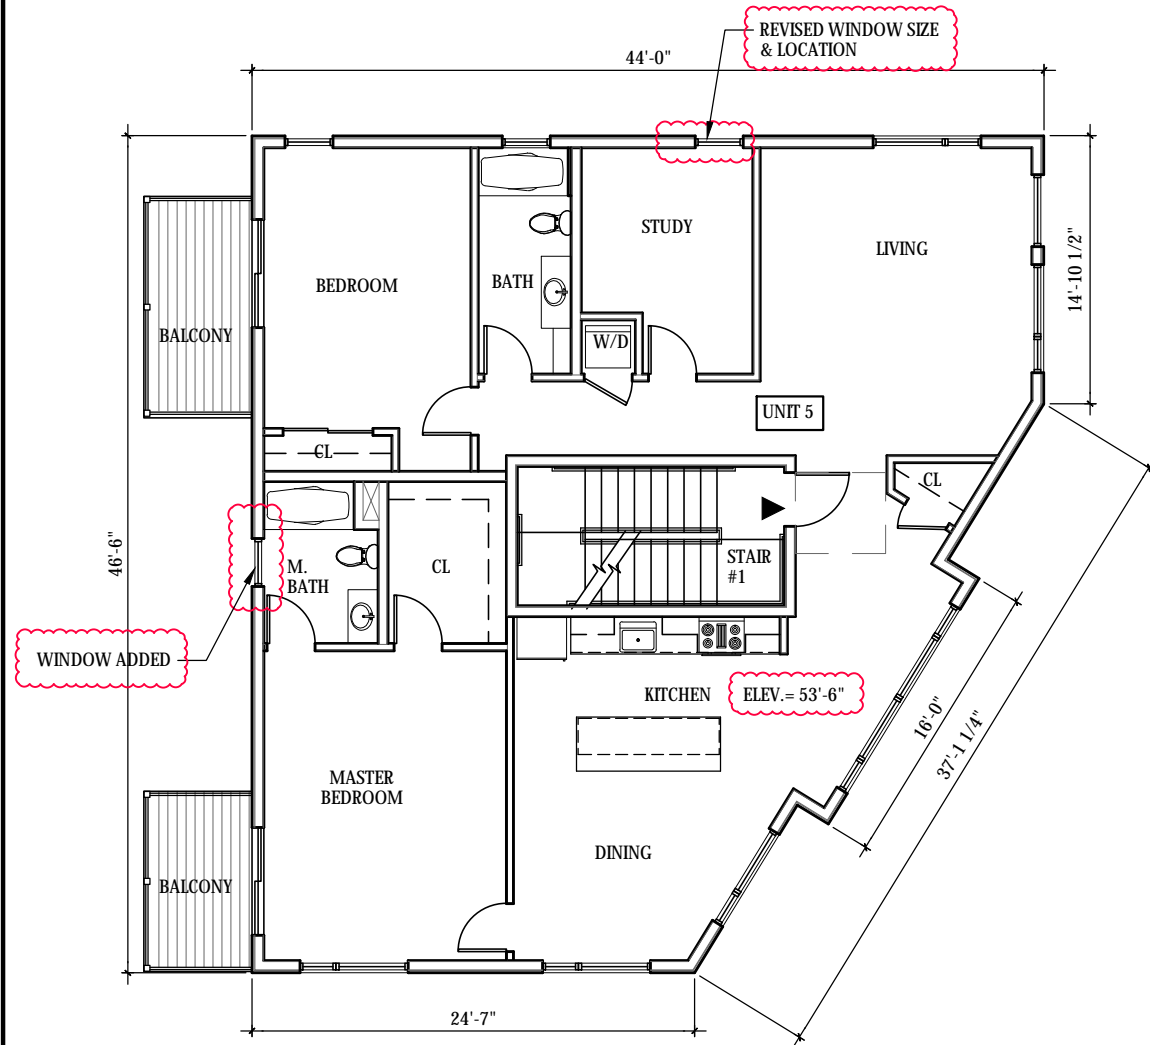 REVISED WINDOW SIZE
& LOCATION
44'-0"
STUDY
LIVING
14'-10 1/2"
BEDROOM
BATH
BALCONY
W/D
UNIT 5
CL
CL
46'-6"
M.
BATH
CL
STAIR
#1
WINDOW ADDED
KITCHEN
ELEV.= 53'-6"
16'-0"
37'-1 1/4"
MASTER
BEDROOM
DINING
BALCONY
24'-7"